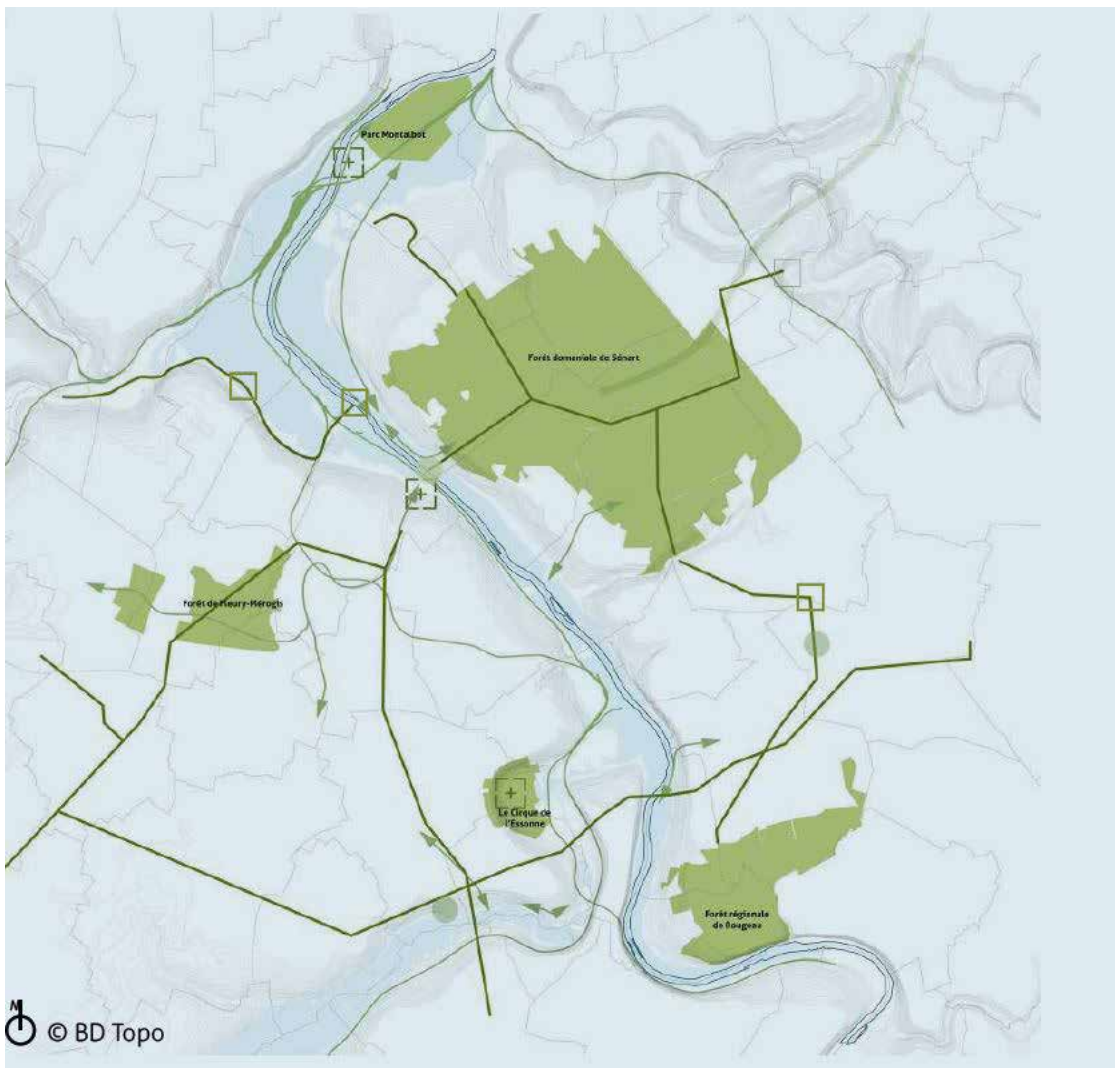 Parc Montalbot
Forêt domaniale de Sénart
Forêt de Fleury-Mérogis
Le Cirque de
l'Essonne
Forêt régionale
de Rougeau
N
© BD Topo